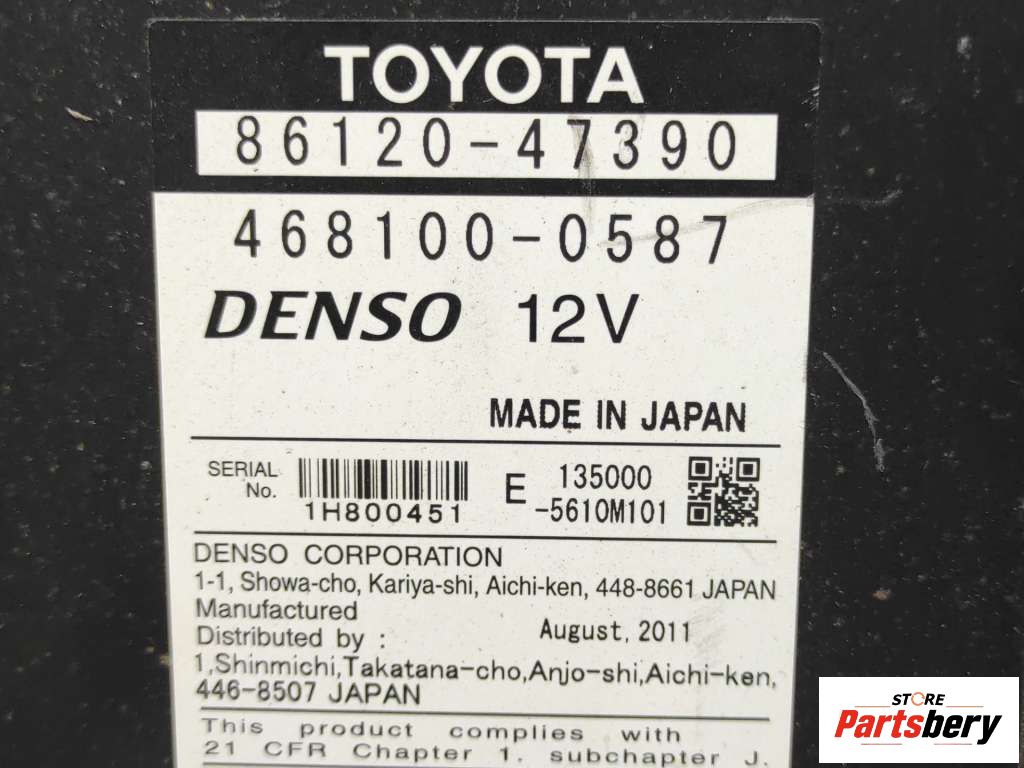 TOYOTA
86120-47390
468100-0587
DENSO 12V
MADE IN JAPAN
SERIAL No. 1H800451 E 135000 -5610M101
DENSO CORPORATION
1-1, Showa-cho, Kariya-shi, Aichi-ken, 448-8661 JAPAN
Manufactured
Distributed by : August, 2011
1,Shinmichi,Takatana-cho,Anjo-shi,Aichi-ken,
446-8507 JAPAN
This product complies with
21 CFR Chapter 1. subchapter J.
STORE
Partsbery